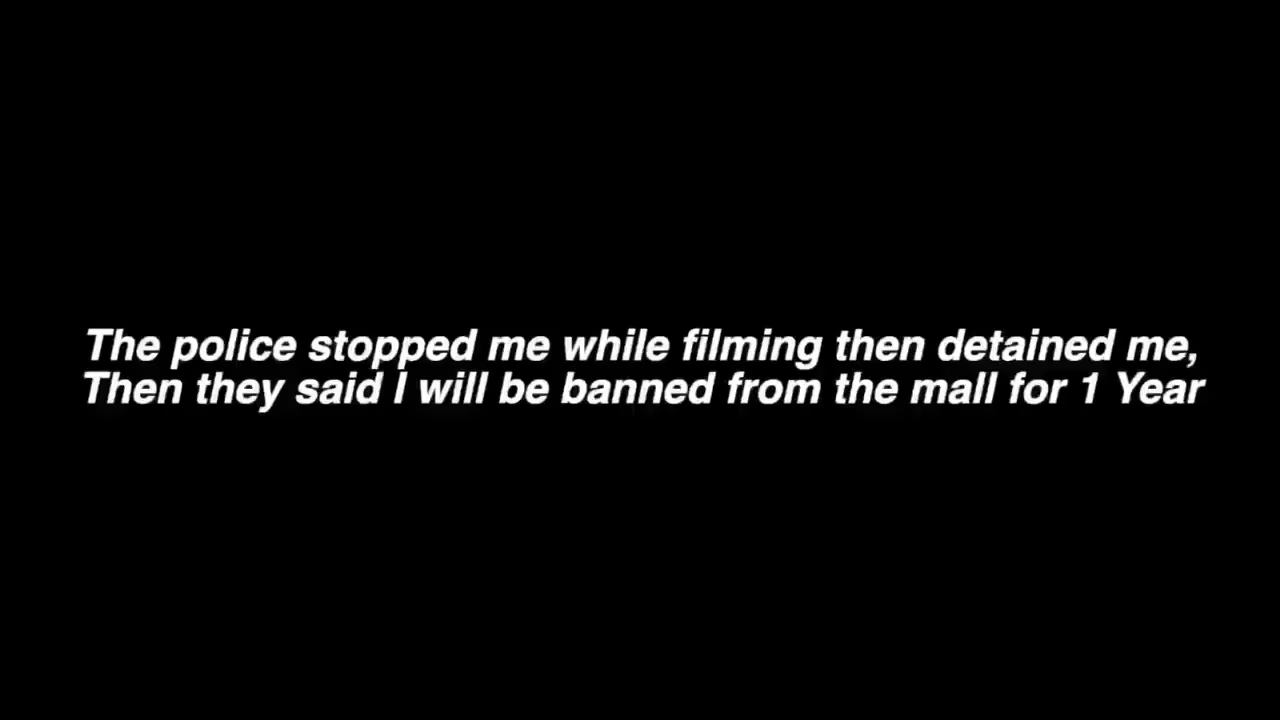 The police stopped me while filming then detained me,
Then they said I will be banned from the mall for 1 Year